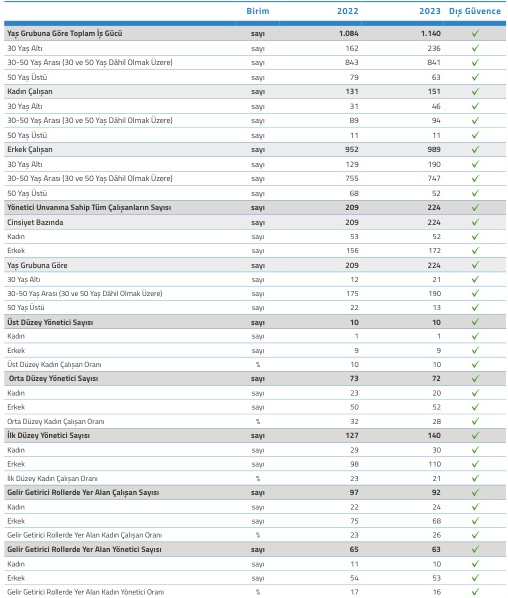 Birim 2022 2023 Dış Güvence
Yaş Grubuna Göre Toplam İş Gücü sayı 1.084 1.140 ✓
30 Yaş Altı sayı 162 236 ✓
30-50 Yaş Arası (30 ve 50 Yaş Dâhil Olmak Üzere) sayı 843 841 ✓
50 Yaş Üstü sayı 79 63 ✓
Kadın Çalışan sayı 131 151 ✓
30 Yaş Altı sayı 31 46 ✓
30-50 Yaş Arası (30 ve 50 Yaş Dâhil Olmak Üzere) sayı 89 94 ✓
50 Yaş Üstü sayı 11 11 ✓
Erkek Çalışan sayı 952 989 ✓
30 Yaş Altı sayı 129 190 ✓
30-50 Yaş Arası (30 ve 50 Yaş Dâhil Olmak Üzere) sayı 755 747 ✓
50 Yaş Üstü sayı 68 52 ✓
Yönetici Unvanına Sahip Tüm Çalışanların Sayısı sayı 209 224 ✓
Cinsiyet Bazında sayı 209 224 ✓
Kadın sayı 53 52 ✓
Erkek sayı 156 172 ✓
Yaş Grubuna Göre sayı 209 224 ✓
30 Yaş Altı sayı 12 21 ✓
30-50 Yaş Arası (30 ve 50 Yaş Dâhil Olmak Üzere) sayı 175 190 ✓
50 Yaş Üstü sayı 22 13 ✓
Üst Düzey Yönetici Sayısı sayı 10 10 ✓
Kadın sayı 1 1 ✓
Erkek sayı 9 9 ✓
Üst Düzey Kadın Çalışan Oranı % 10 10 ✓
Orta Düzey Yönetici Sayısı sayı 73 72 ✓
Kadın sayı 23 20 ✓
Erkek sayı 50 52 ✓
Orta Düzey Kadın Çalışan Oranı % 32 28 ✓
İlk Düzey Yönetici Sayısı sayı 127 140 ✓
Kadın sayı 29 30 ✓
Erkek sayı 98 110 ✓
İlk Düzey Kadın Çalışan Oranı % 23 21 ✓
Gelir Getirici Rollerde Yer Alan Çalışan Sayısı sayı 97 92 ✓
Kadın sayı 22 24 ✓
Erkek sayı 75 68 ✓
Gelir Getirici Rollerde Yer Alan Kadın Çalışan Oranı % 23 26 ✓
Gelir Getirici Rollerde Yer Alan Yönetici Sayısı sayı 65 63 ✓
Kadın sayı 11 10 ✓
Erkek sayı 54 53 ✓
Gelir Getirici Rollerde Yer Alan Kadın Yönetici Oranı % 17 16 ✓